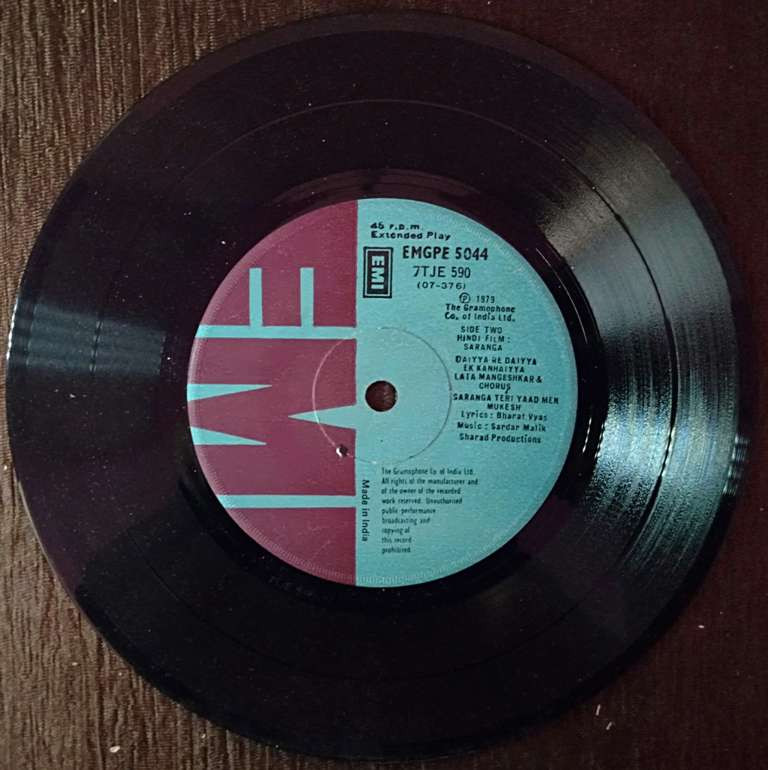 45 r.p.m.
Extended Play
EMI
EMGPE 5044
7TJE 590
(07-376)
℗ 1979
The Gramophone
Co. of India Ltd.
SIDE TWO
HINDI FILM :
SARANGA
DAIYYA RE DAIYYA
EK KANHAIYYA
LATA MANGESHKAR &
CHORUS
SARANGA TERI YAAD MEN
MUKESH
Lyrics : Bharat Vyas
Music : Sardar Malik
Sharad Productions
The Gramophone Co. of India Ltd.
All rights of the manufacturer and
of the owner of the recorded
work reserved. Unauthorised
public performance
broadcasting and
copying of
this record
prohibited
Made in India
EMI